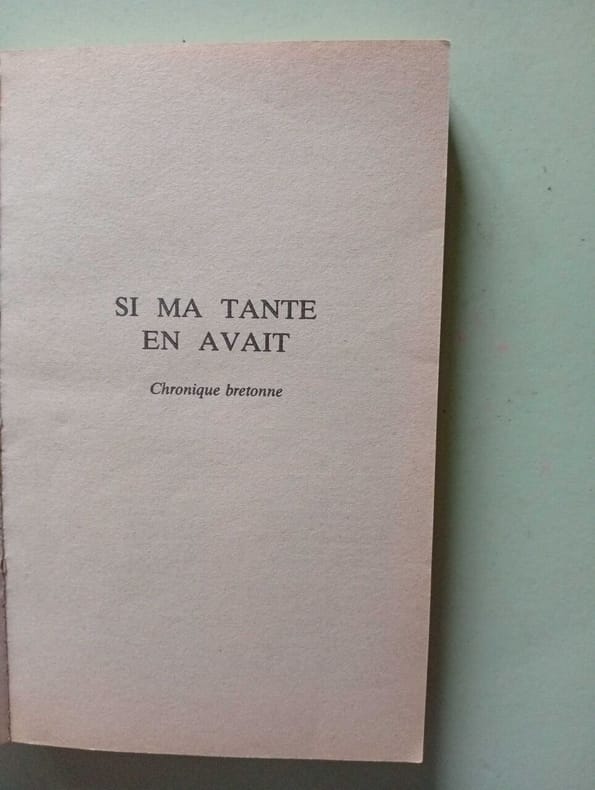 SI MA TANTE
EN AVAIT
Chronique bretonne